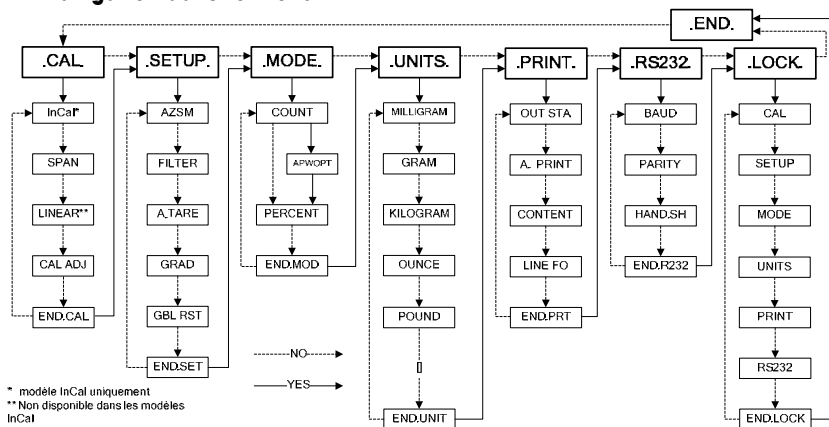 .END.
.CAL.
.SETUP.
.MODE.
.UNITS.
.PRINT.
.RS232.
.LOCK.
InCal*
SPAN
LINEAR**
CAL ADJ
END.CAL
AZSM
FILTER
A.TARE
GRAD
GBL RST
END.SET
COUNT
APWOPT
PERCENT
END.MOD
NO
YES
MILLIGRAM
GRAM
KILOGRAM
OUNCE
POUND
END.UNIT
OUT STA
A. PRINT
CONTENT
LINE FO
END.PRT
BAUD
PARITY
HAND.SH
END.R232
CAL
SETUP
MODE
UNITS
PRINT
RS232
END.LOCK
* modèle InCal uniquement
** Non disponible dans les modèles
InCal